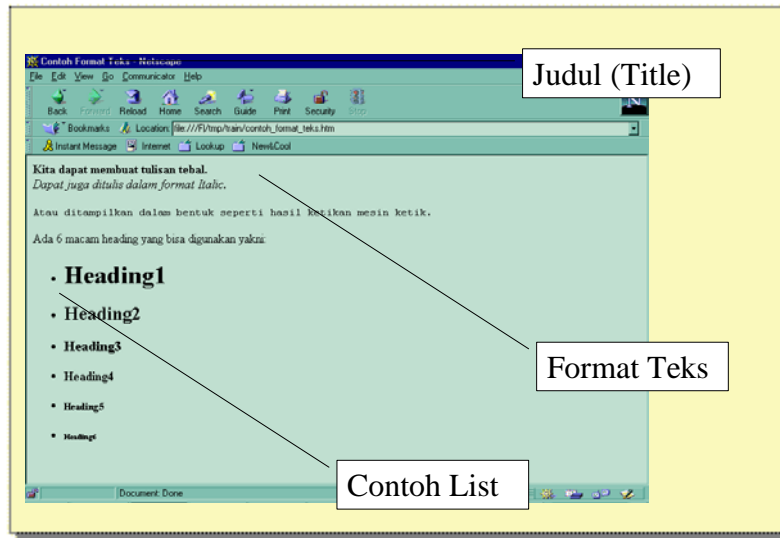 Contoh Format Teks - Netscape
Judul (Title)
File Edit View Go Communicator Help
Back Forward Reload Home Search Guide Print Security Stop
N
Bookmarks Location: file:///F|/tmp/train/contoh_format_teks.htm
Instant Message Internet Lookup New&Cool
Kita dapat membuat tulisan tebal.
Dapat juga ditulis dalam format Italic.
Atau ditampilkan dalam bentuk seperti hasil ketikan mesin ketik.
Ada 6 macam heading yang bisa digunakan yakni:
• Heading1
• Heading2
• Heading3
• Heading4
• Heading5
• Heading6
Format Teks
Contoh List
Document: Done